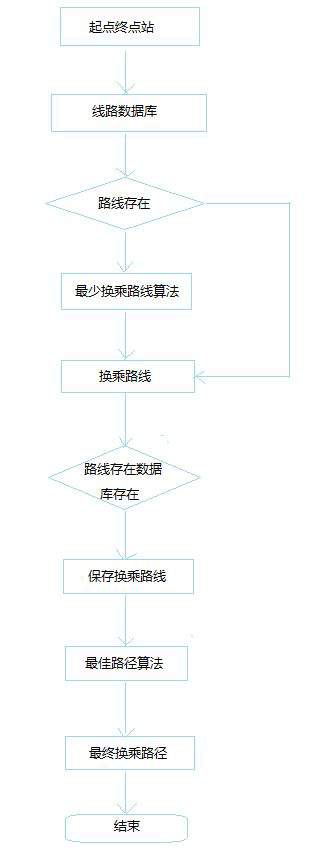 起点终点站
线路数据库
路线存在
最少换乘路线算法
换乘路线
路线存在数据
库存在
保存换乘路线
最佳路径算法
最终换乘路径
结束